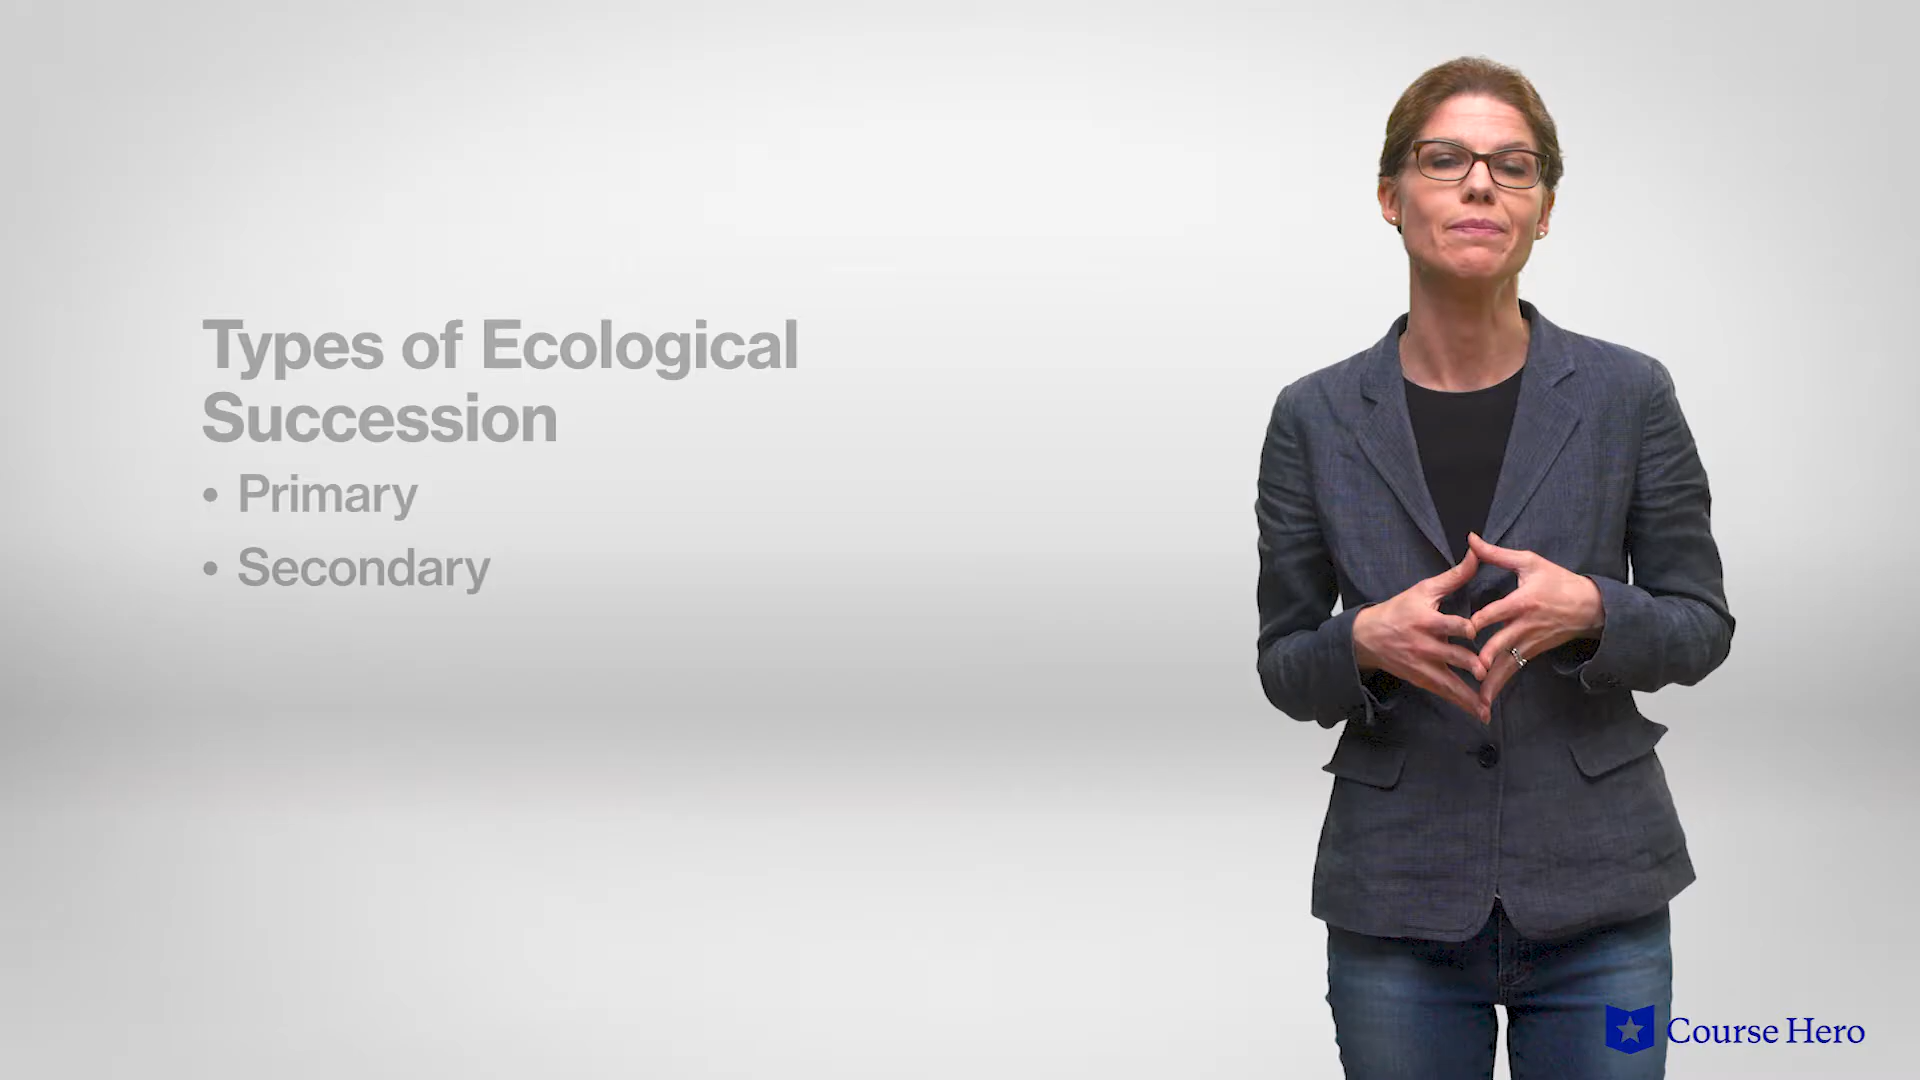 Types of Ecological
Succession
• Primary
• Secondary
Course Hero